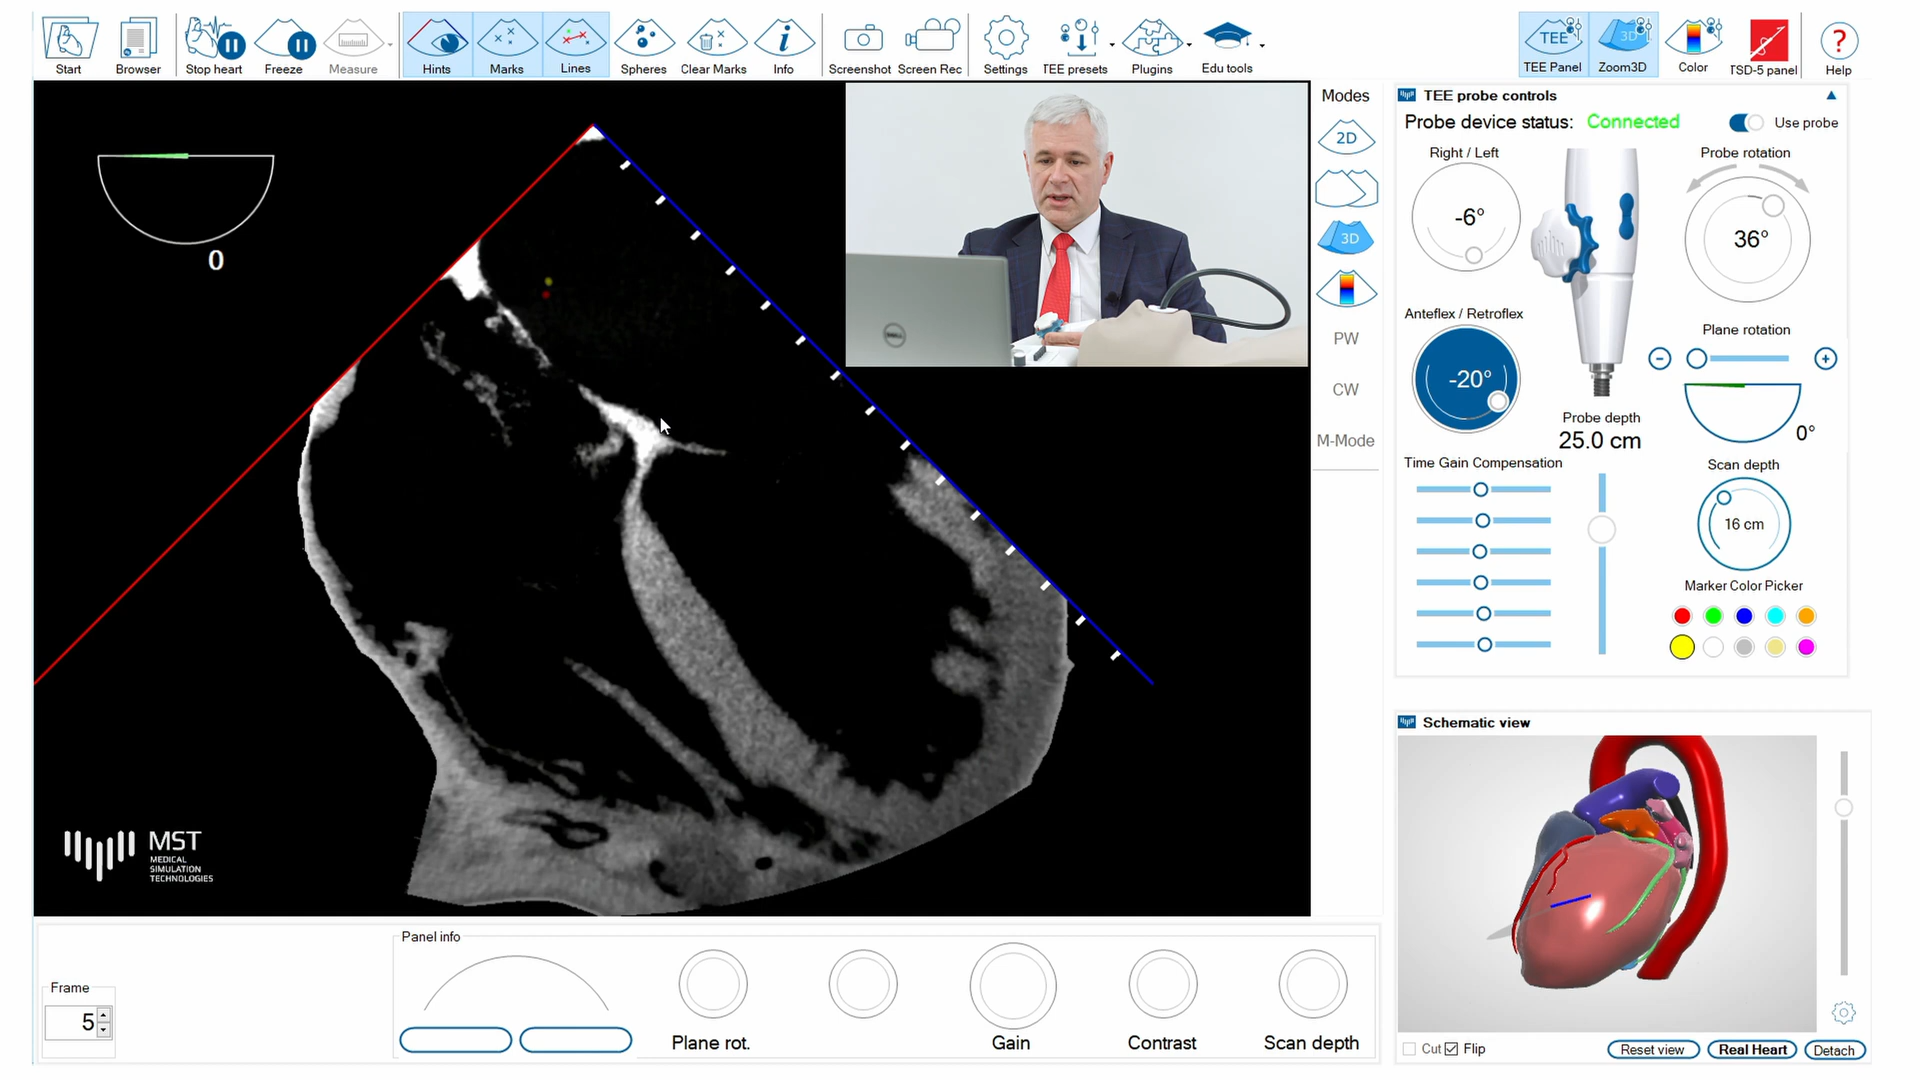 Start
Browser
Stop heart
Freeze
Measure
Hints
Marks
Lines
Spheres
Clear Marks
Info
Screenshot
Screen Rec
Settings
TEE presets
Plugins
Edu tools
TEE
TEE Panel
3D
Zoom3D
Color
TSD-5 panel
?
Help
0
MST
MEDICAL
SIMULATION
TECHNOLOGIES
DELL
Modes
2D
3D
PW
CW
M-Mode
TEE probe controls
Probe device status: Connected
Use probe
Right / Left
-6°
Probe rotation
36°
Anteflex / Retroflex
-20°
Plane rotation
0°
Probe depth
25.0 cm
Time Gain Compensation
Scan depth
16 cm
Marker Color Picker
Schematic view
Cut
Flip
Reset view
Real Heart
Detach
Frame
5
Panel info
Plane rot.
Gain
Contrast
Scan depth